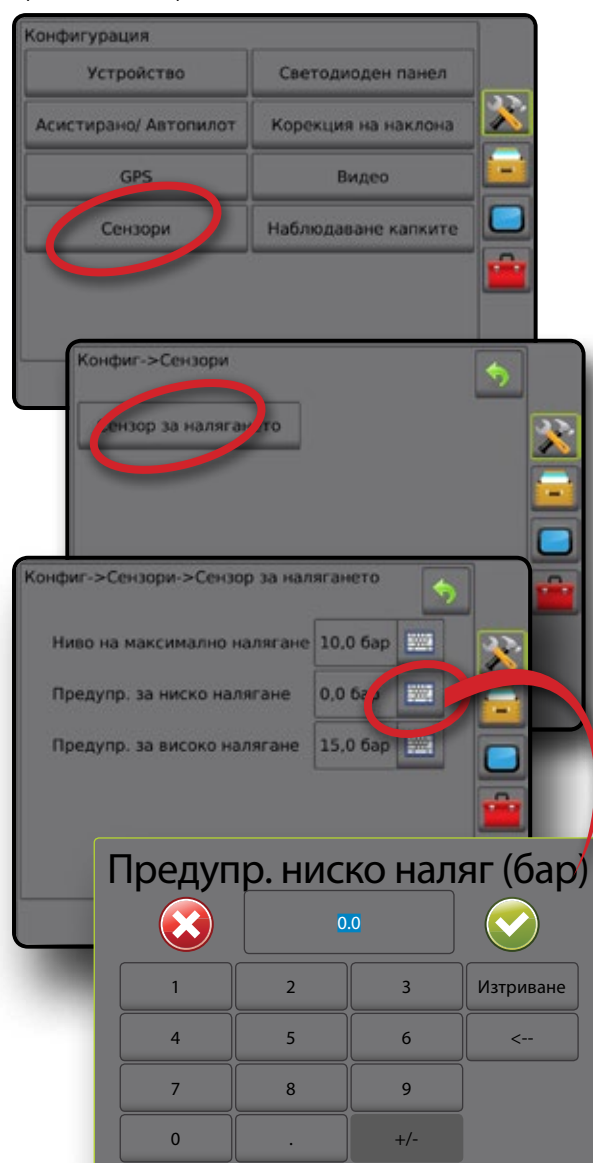 Конфигурация
Устройство Светодиоден панел
Асистирано/ Автопилот Корекция на наклона
GPS Видео
Сензори Наблюдаване капките
Конфиг->Сензори
Сензор за налягането
Конфиг->Сензори->Сензор за налягането
Ниво на максимално налягане 10,0 бар
Предупр. за ниско налягане 0,0 бар
Предупр. за високо налягане 15,0 бар
Предупр. ниско наляг (бар)
0.0
1 2 3 Изтриване
4 5 6 <--
7 8 9
0 . +/-